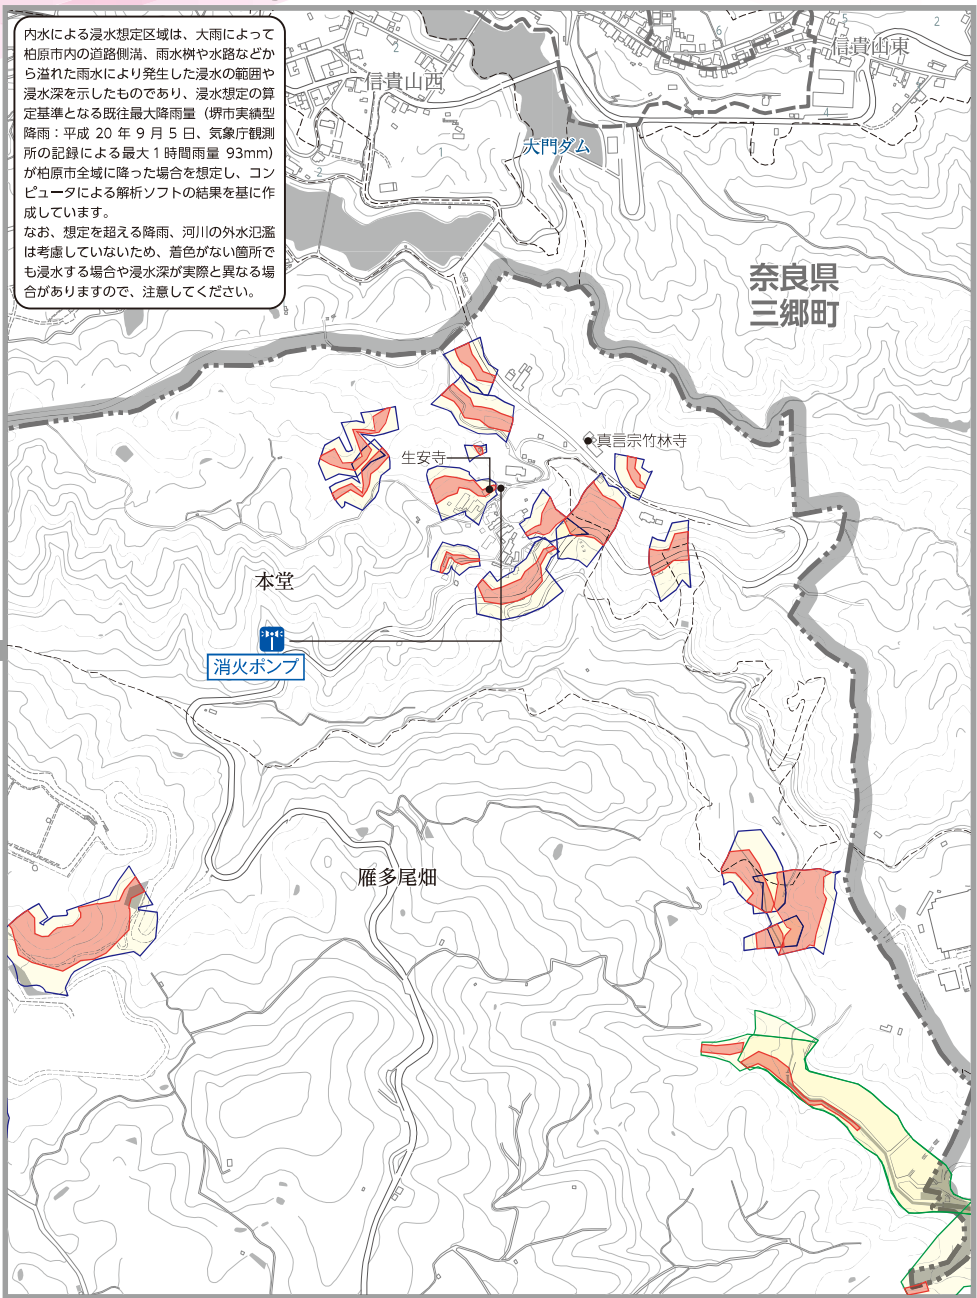 内水による浸水想定区域は、大雨によって
柏原市内の道路側溝、雨水桝や水路などか
ら溢れた雨水により発生した浸水の範囲や
浸水深を示したものであり、浸水想定の算
定基準となる既往最大降雨量（堺市実績型
降雨：平成 20 年 9 月 5 日、気象庁観測
所の記録による最大 1 時間雨量 93mm）
が柏原市全域に降った場合を想定し、コン
ピュータによる解析ソフトの結果を基に作
成しています。
なお、想定を超える降雨、河川の外水氾濫
は考慮していないため、着色がない箇所で
も浸水する場合や浸水深が実際と異なる場
合がありますので、注意してください。
信貴山西
信貴山東
5
6
2
4
大門ダム
奈良県
三郷町
真言宗竹林寺
生安寺
本堂
消火ポンプ
雁多尾畑